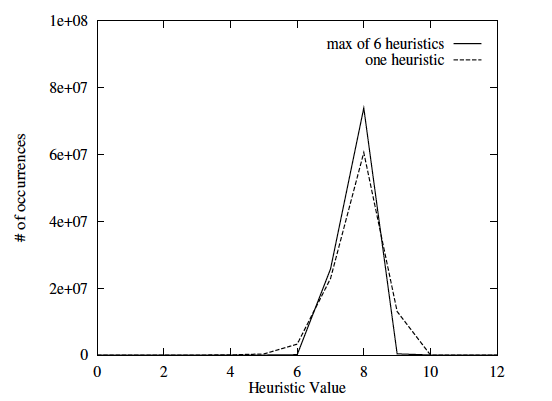 1e+08
max of 6 heuristics
one heuristic
8e+07
6e+07
4e+07
2e+07
0
# of occurrences
0 2 4 6 8 10 12
Heuristic Value